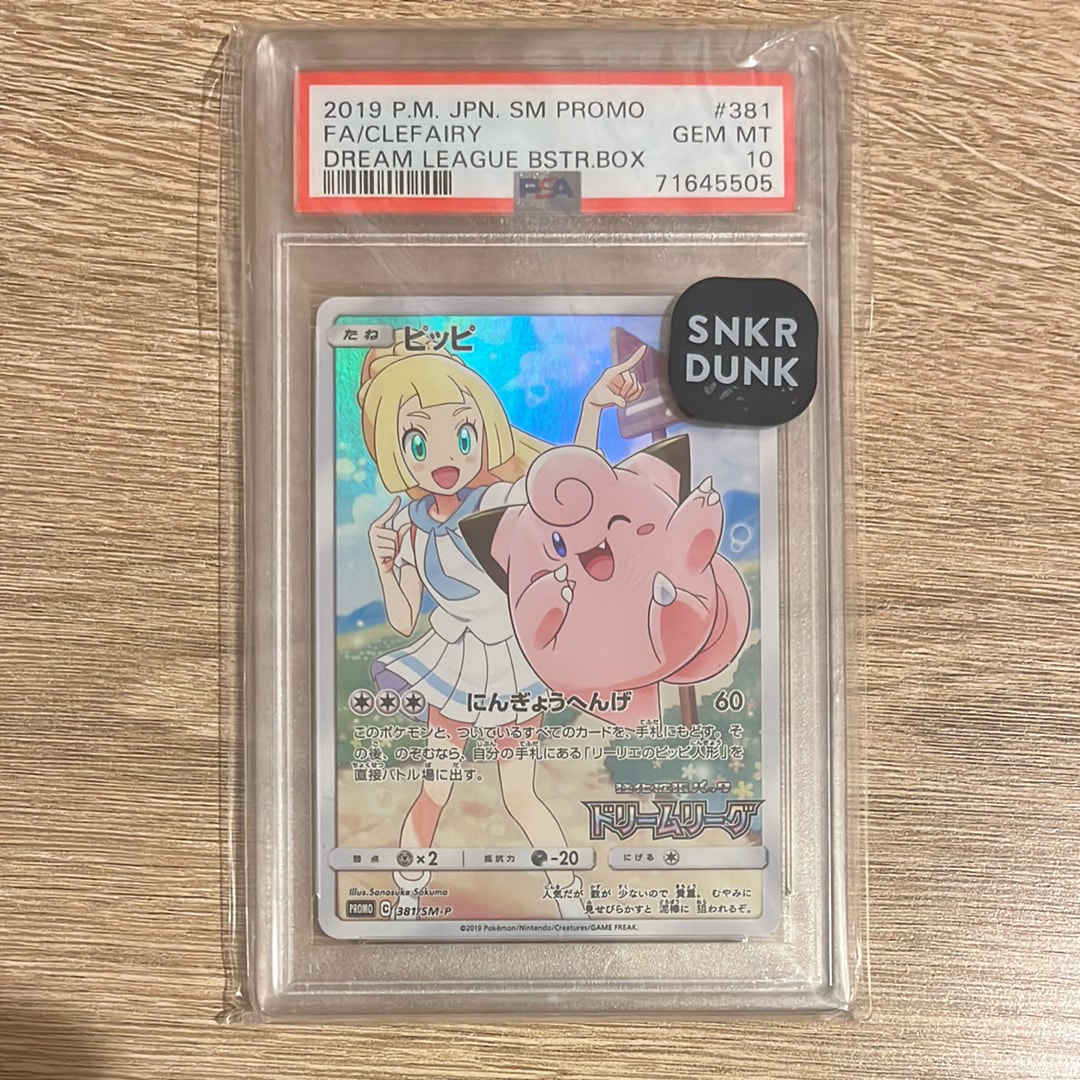 2019 P.M. JPN. SM PROMO #381
FA/CLEFAIRY GEM MT
DREAM LEAGUE BSTR.BOX 10
71645505
PSA
SNKR
DUNK
たね ピッピ
にんぎょうへんげ 60
このポケモンと、ついているすべてのカードを、手札にもどす。そ
の後、のぞむなら、自分の手札にある「リーリエのピッピ人形」を
直接バトル場に出す。
強化拡張パック
ドリームリーグ
弱点 ×2 抵抗力 -20 にげる
Illus.Sanosuke Sakuma
人気だが 数が 少ないので 貴重。 むやみに
見せびらかすと 泥棒に 狙われるぞ。
PROMO C 381/SM-P
©2019 Pokémon/Nintendo/Creatures/GAME FREAK.